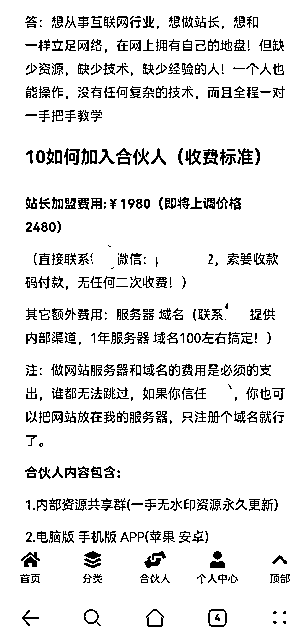 答：想从事互联网行业，想做站长，想和
一样立足网络，在网上拥有自己的地盘！但缺
少资源，缺少技术，缺少经验的人！一个人也
能操作，没有任何复杂的技术，而且全程一对
一手把手教学
10如何加入合伙人（收费标准）
站长加盟费用:￥1980（即将上调价格
2480）
（直接联系 微信： 2，索要收款
码付款，无任何二次收费！）
其它额外费用：服务器 域名（联系 提供
内部渠道，1年服务器 域名100左右搞定！）
注：做网站服务器和域名的费用是必须的支
出，谁都无法跳过，如果你信任 ，你也可
以把网站放在我的服务器，只注册个域名就行
了。
合伙人内容包含：
1.内部资源共享群(一手无水印资源永久更新)
2.电脑版 手机版 APP(苹果 安卓)
首页 分类 合伙人 个人中心 顶部
4